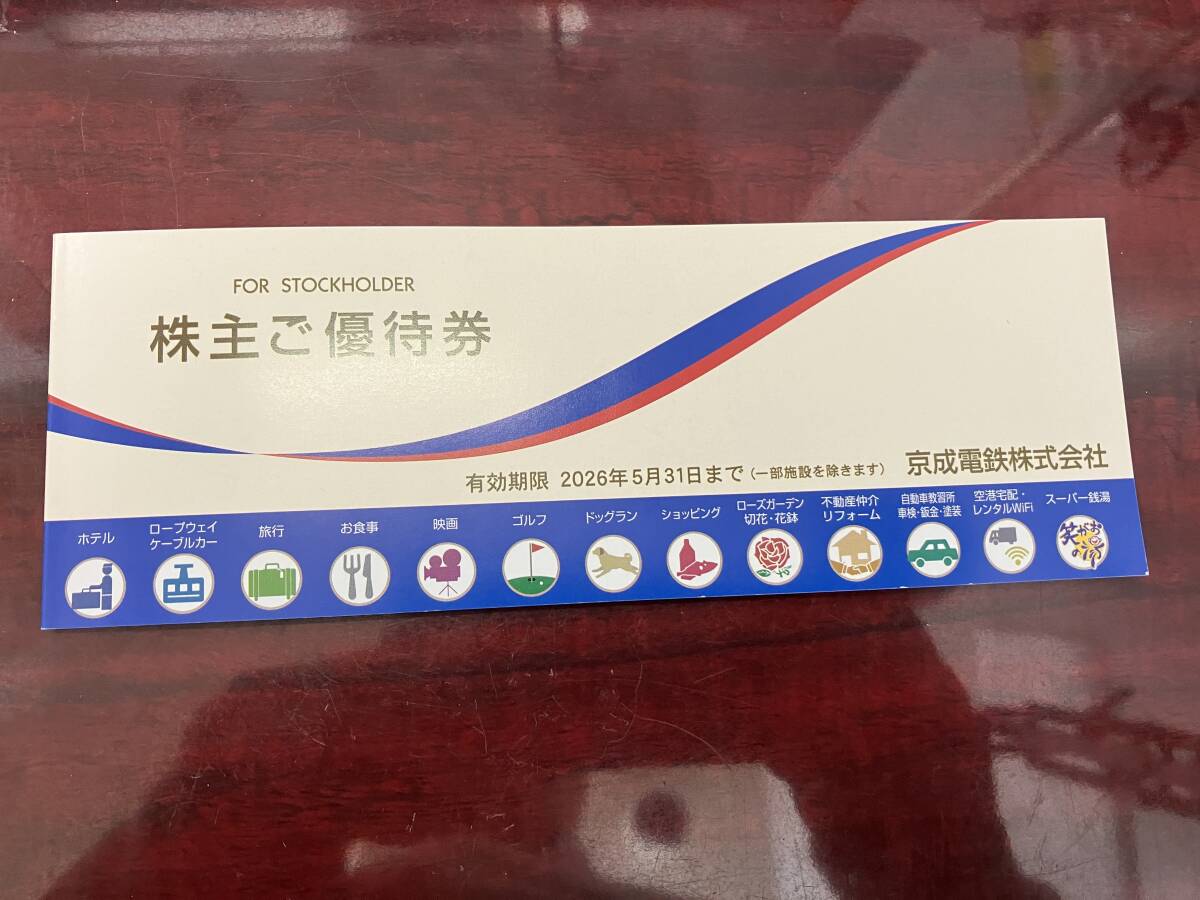 FOR STOCKHOLDER
株主ご優待券
有効期限 2026年5月31日まで(一部施設を除きます)
京成電鉄株式会社
ホテル
ロープウェイ
ケーブルカー
旅行
お食事
映画
ゴルフ
ドッグラン
ショッピング
ローズガーデン
切花・花鉢
不動産仲介
リフォーム
自動車教習所
車検・鈑金・塗装
空港宅配・
レンタルWiFi
スーパー銭湯
笑がおの湯